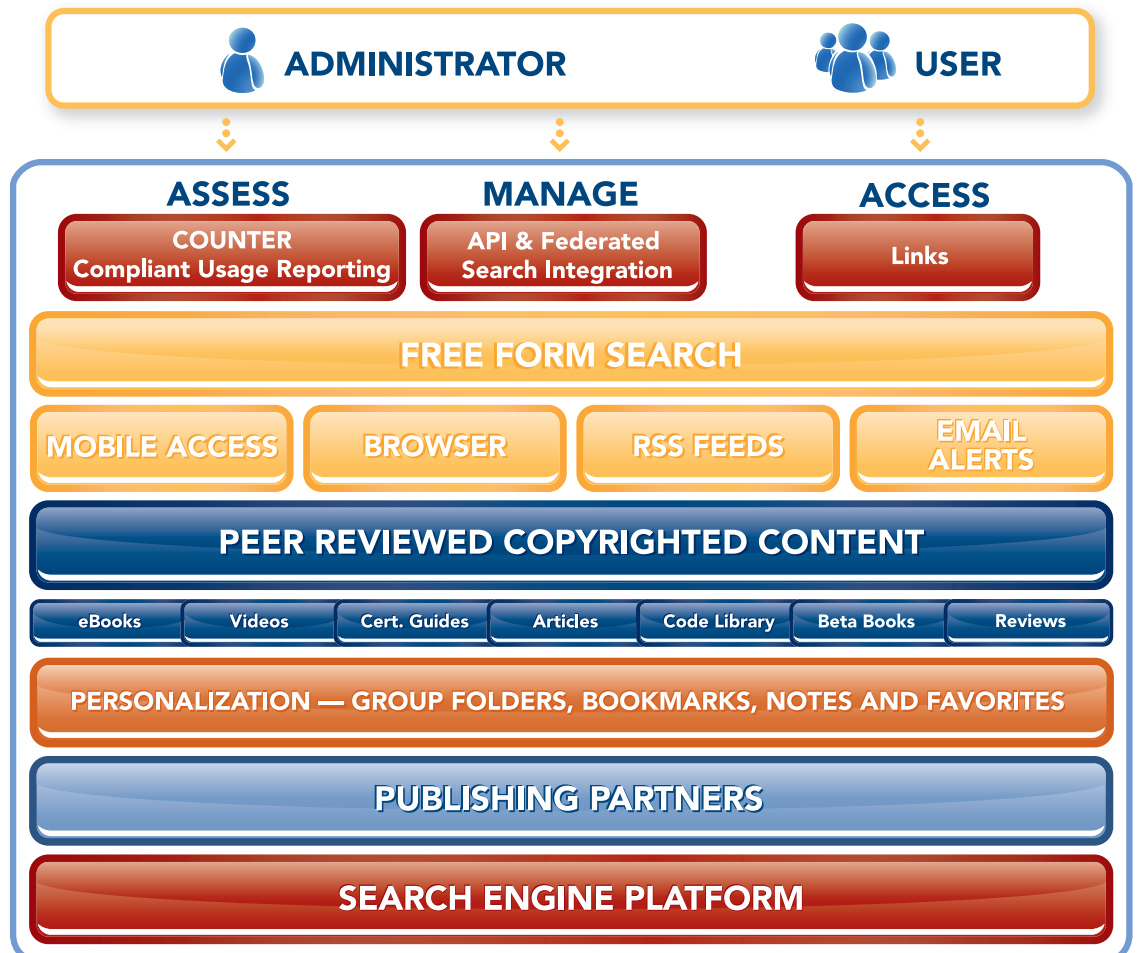 ADMINISTRATOR
USER
ASSESS
MANAGE
ACCESS
COUNTER
Compliant Usage Reporting
API & Federated
Search Integration
Links
FREE FORM SEARCH
MOBILE ACCESS
BROWSER
RSS FEEDS
EMAIL
ALERTS
PEER REVIEWED COPYRIGHTED CONTENT
eBooks
Videos
Cert. Guides
Articles
Code Library
Beta Books
Reviews
PERSONALIZATION — GROUP FOLDERS, BOOKMARKS, NOTES AND FAVORITES
PUBLISHING PARTNERS
SEARCH ENGINE PLATFORM